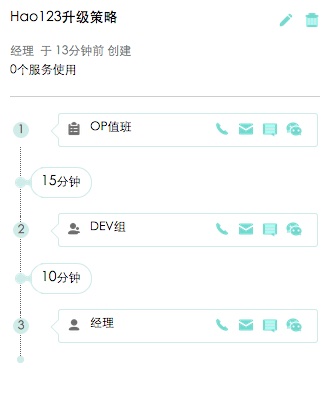 Hao123升级策略
经理 于 13分钟前 创建
0个服务使用
1
OP值班
15分钟
2
DEV组
10分钟
3
经理